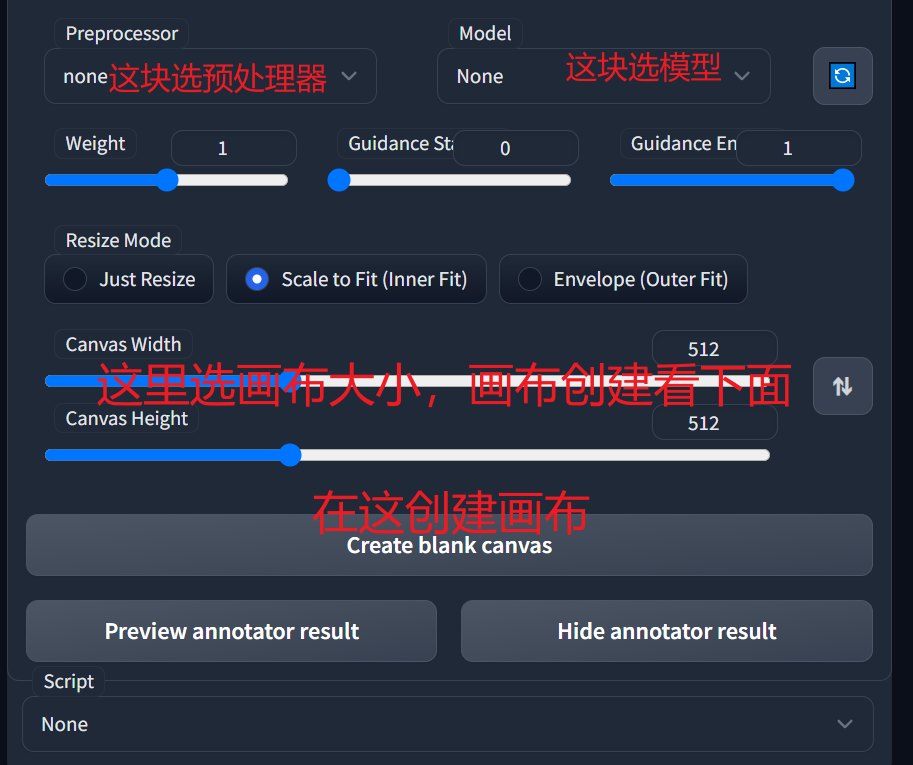 Preprocessor
Model
none
这块选预处理器
None
这块选模型
Weight
1
Guidance Sta
0
Guidance En
1
Resize Mode
Just Resize
Scale to Fit (Inner Fit)
Envelope (Outer Fit)
Canvas Width
512
这里选画布大小，画布创建看下面
Canvas Height
512
在这创建画布
Create blank canvas
Preview annotator result
Hide annotator result
Script
None